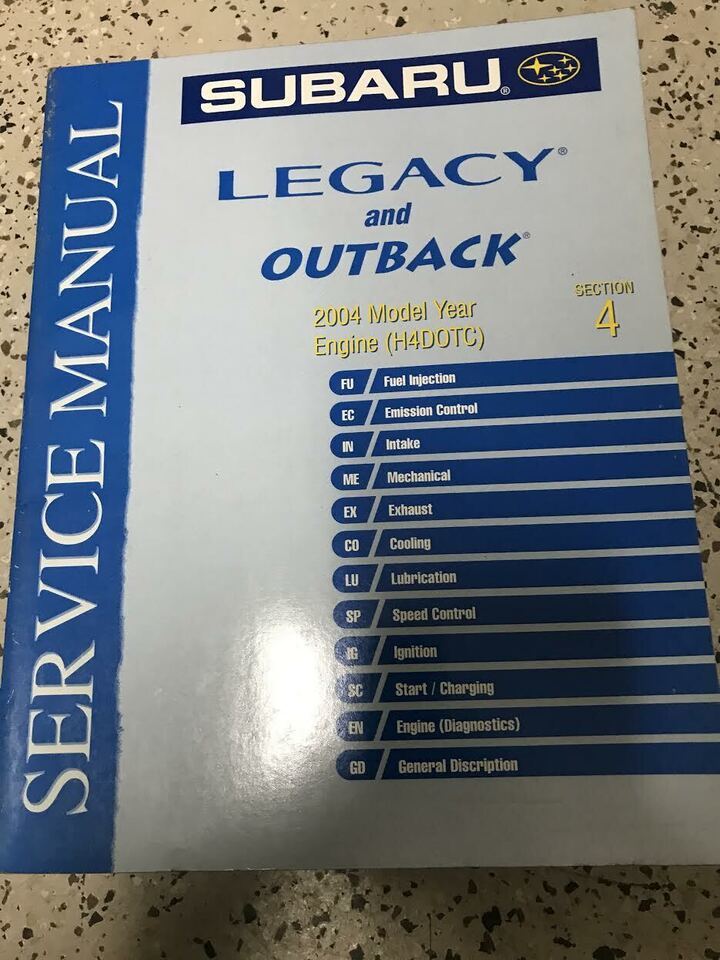 SERVICE MANUAL
SUBARU®
LEGACY®
and
OUTBACK®
2004 Model Year
Engine (H4DOTC)
SECTION
4
FU / Fuel Injection
EC / Emission Control
IN / Intake
ME / Mechanical
EX / Exhaust
CO / Cooling
LU / Lubrication
SP / Speed Control
IG / Ignition
SC / Start / Charging
EN / Engine (Diagnostics)
GD / General Discription